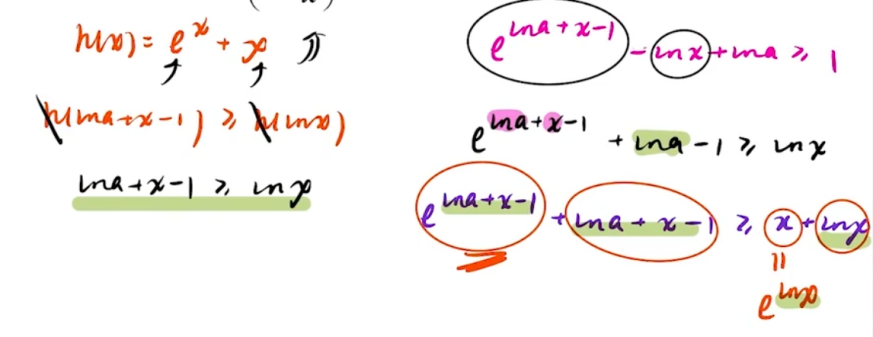 h(x) = e^x + x ↗
h(lna+x-1) ≥ h(lnx)
lna+x-1 ≥ lnx
e^{lna+x-1} - lnx + lna ≥ 1
e^{lna+x-1} + lna - 1 ≥ lnx
e^{lna+x-1} + lna + x - 1 ≥ x + lnx
||
e^{lnx}